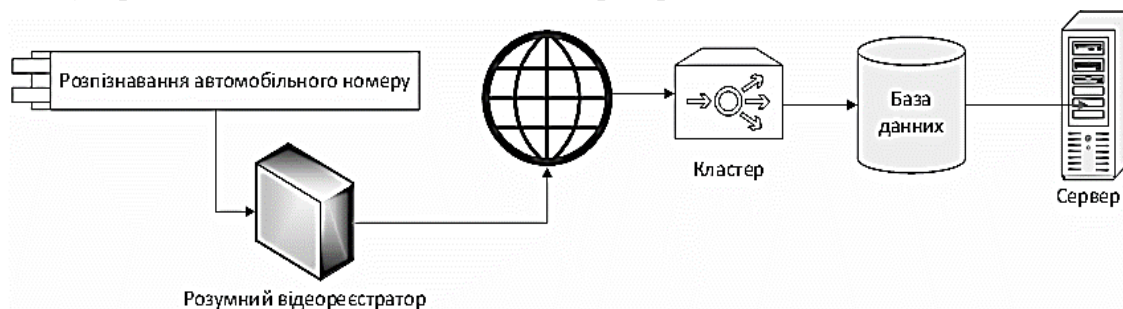 Розпізнавання автомобільного номеру
База
данних
Кластер
Сервер
Розумний відеореєстратор